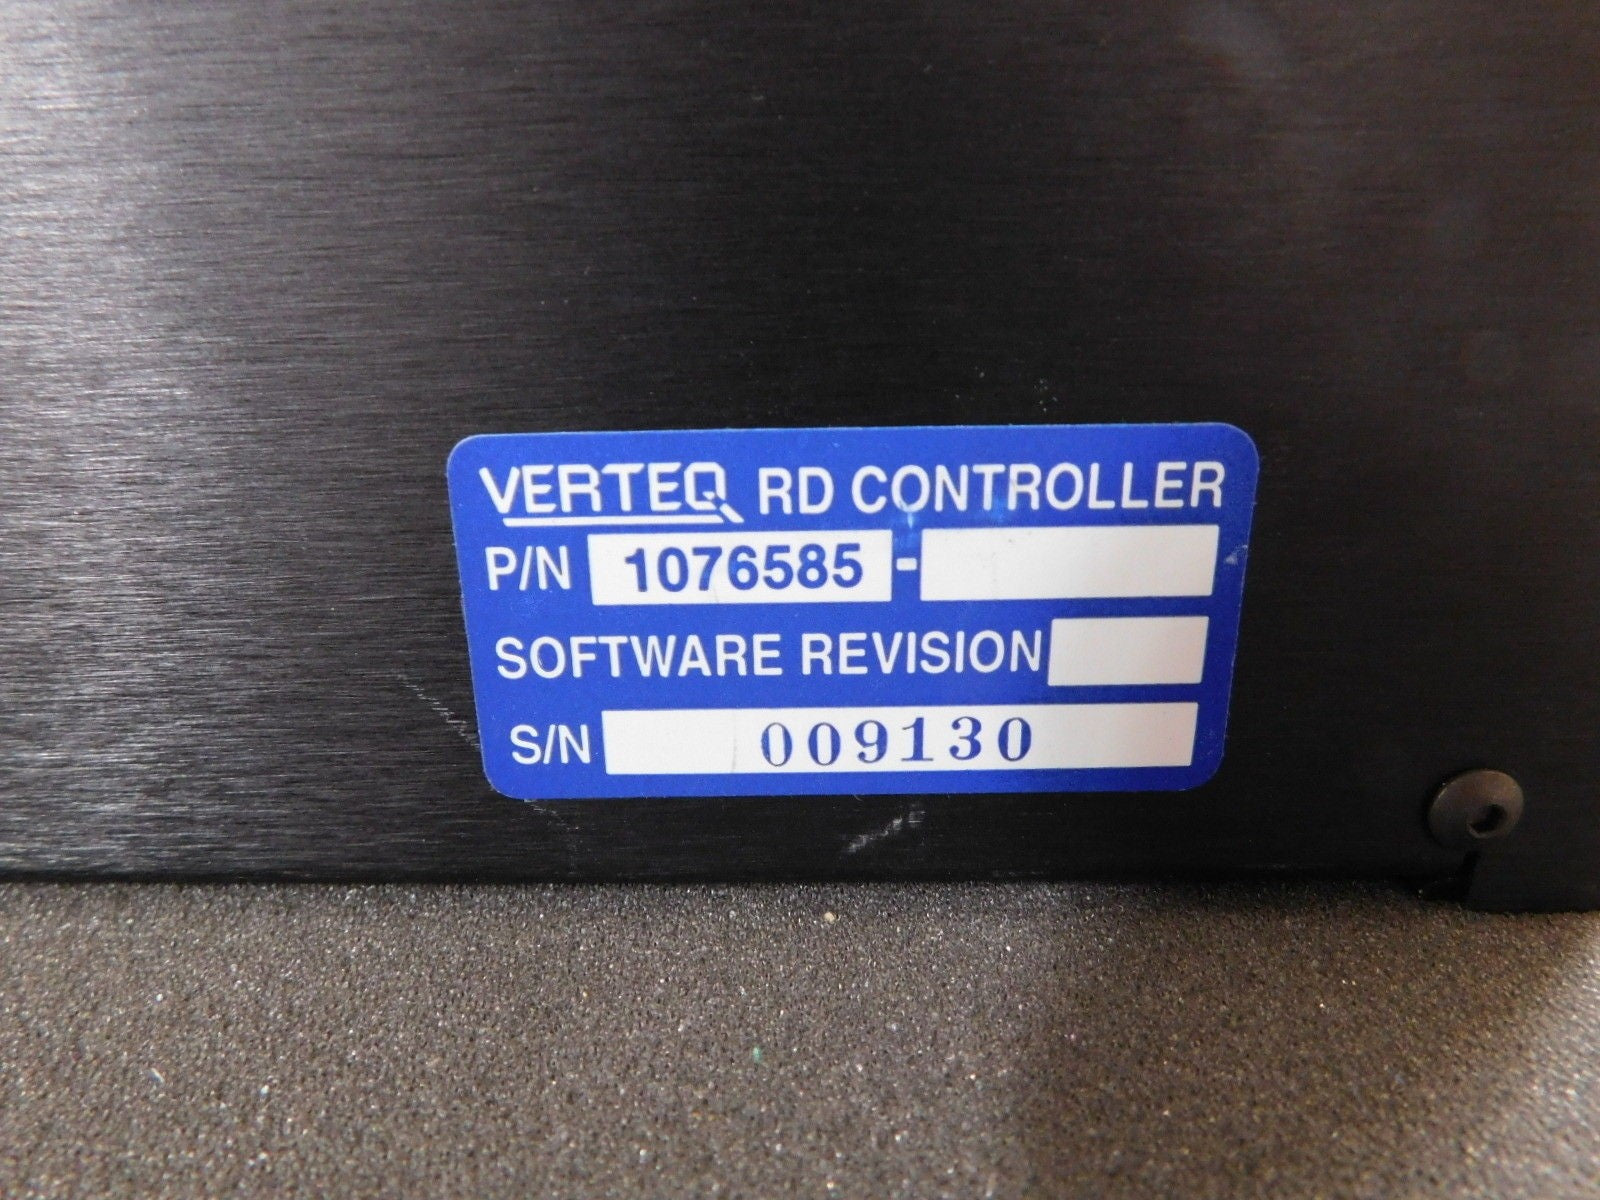 VERTEQ RD CONTROLLER
P/N 1076585-
SOFTWARE REVISION
S/N 009130